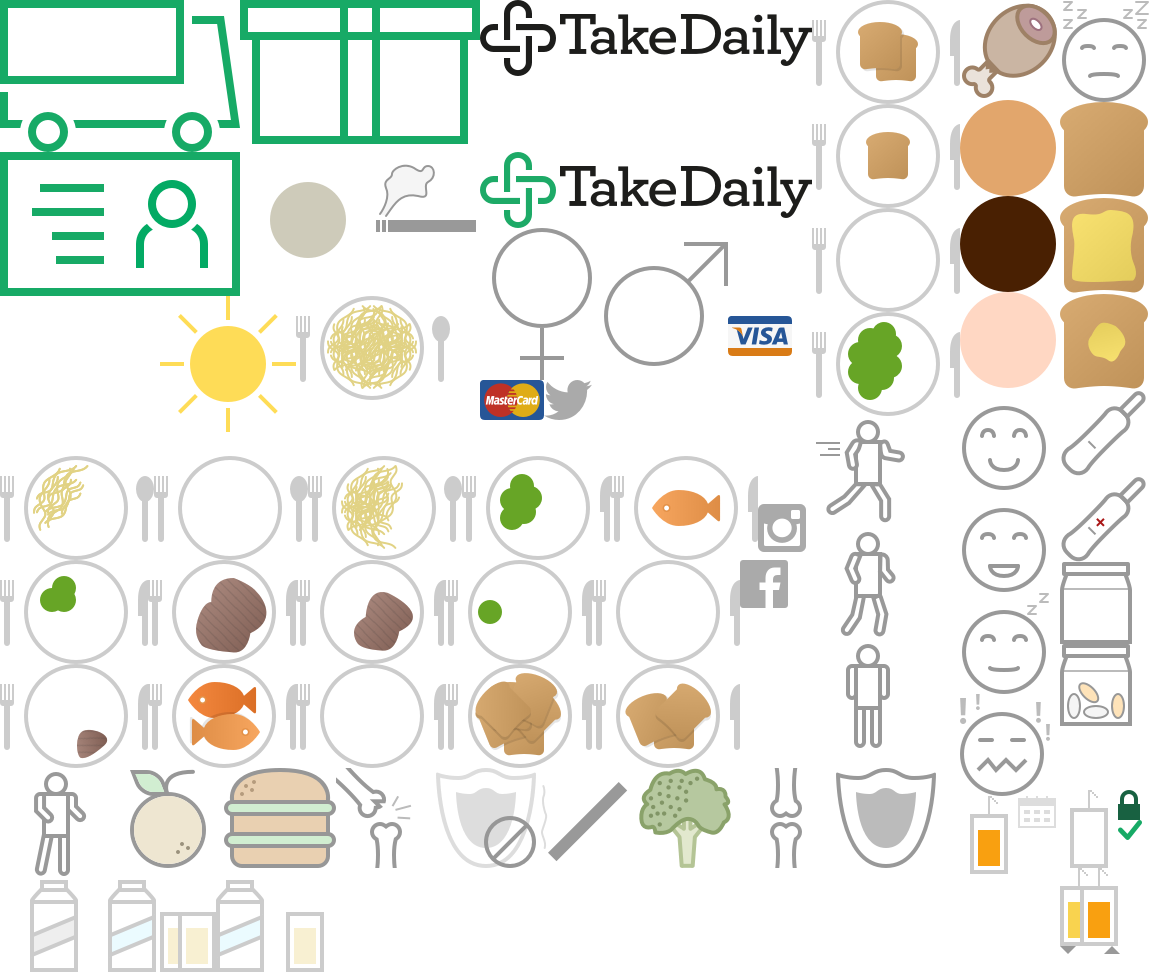 TakeDaily
z z z z
z z z z
TakeDaily
VISA
MasterCard
f
z z
z
! !
!
!